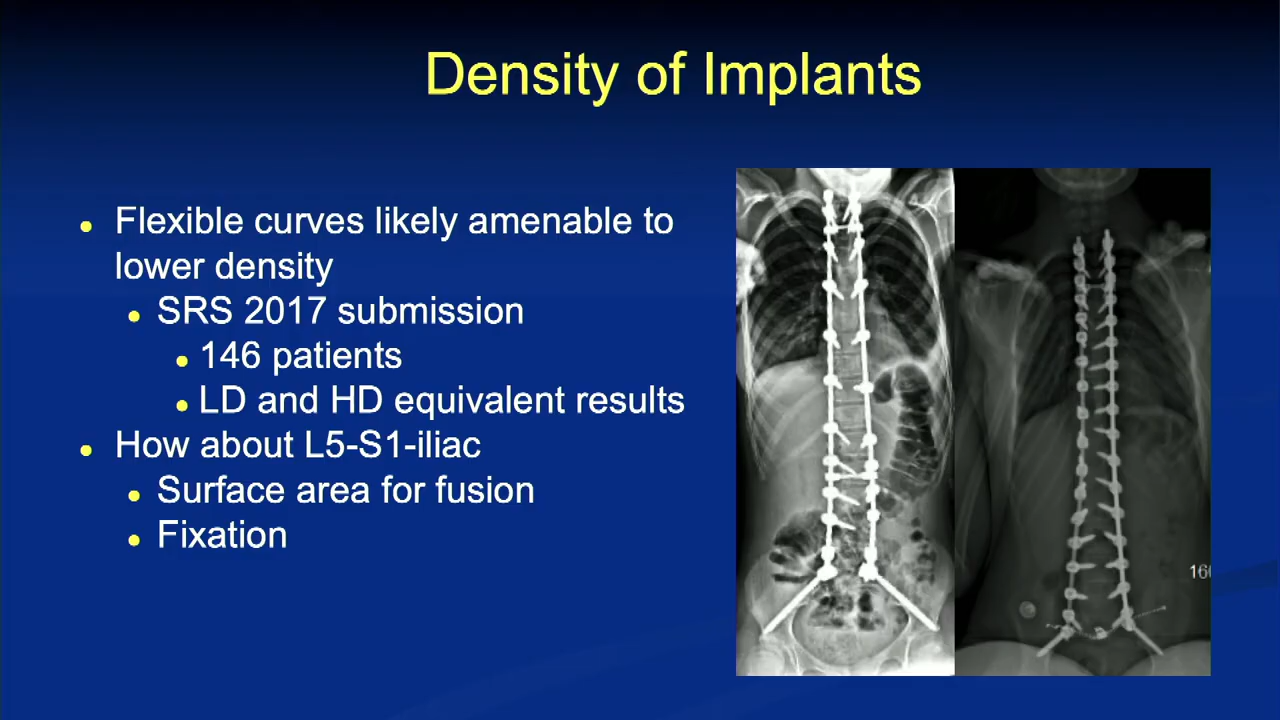 Density of Implants
Flexible curves likely amenable to
lower density
SRS 2017 submission
146 patients
LD and HD equivalent results
How about L5-S1-iliac
Surface area for fusion
Fixation